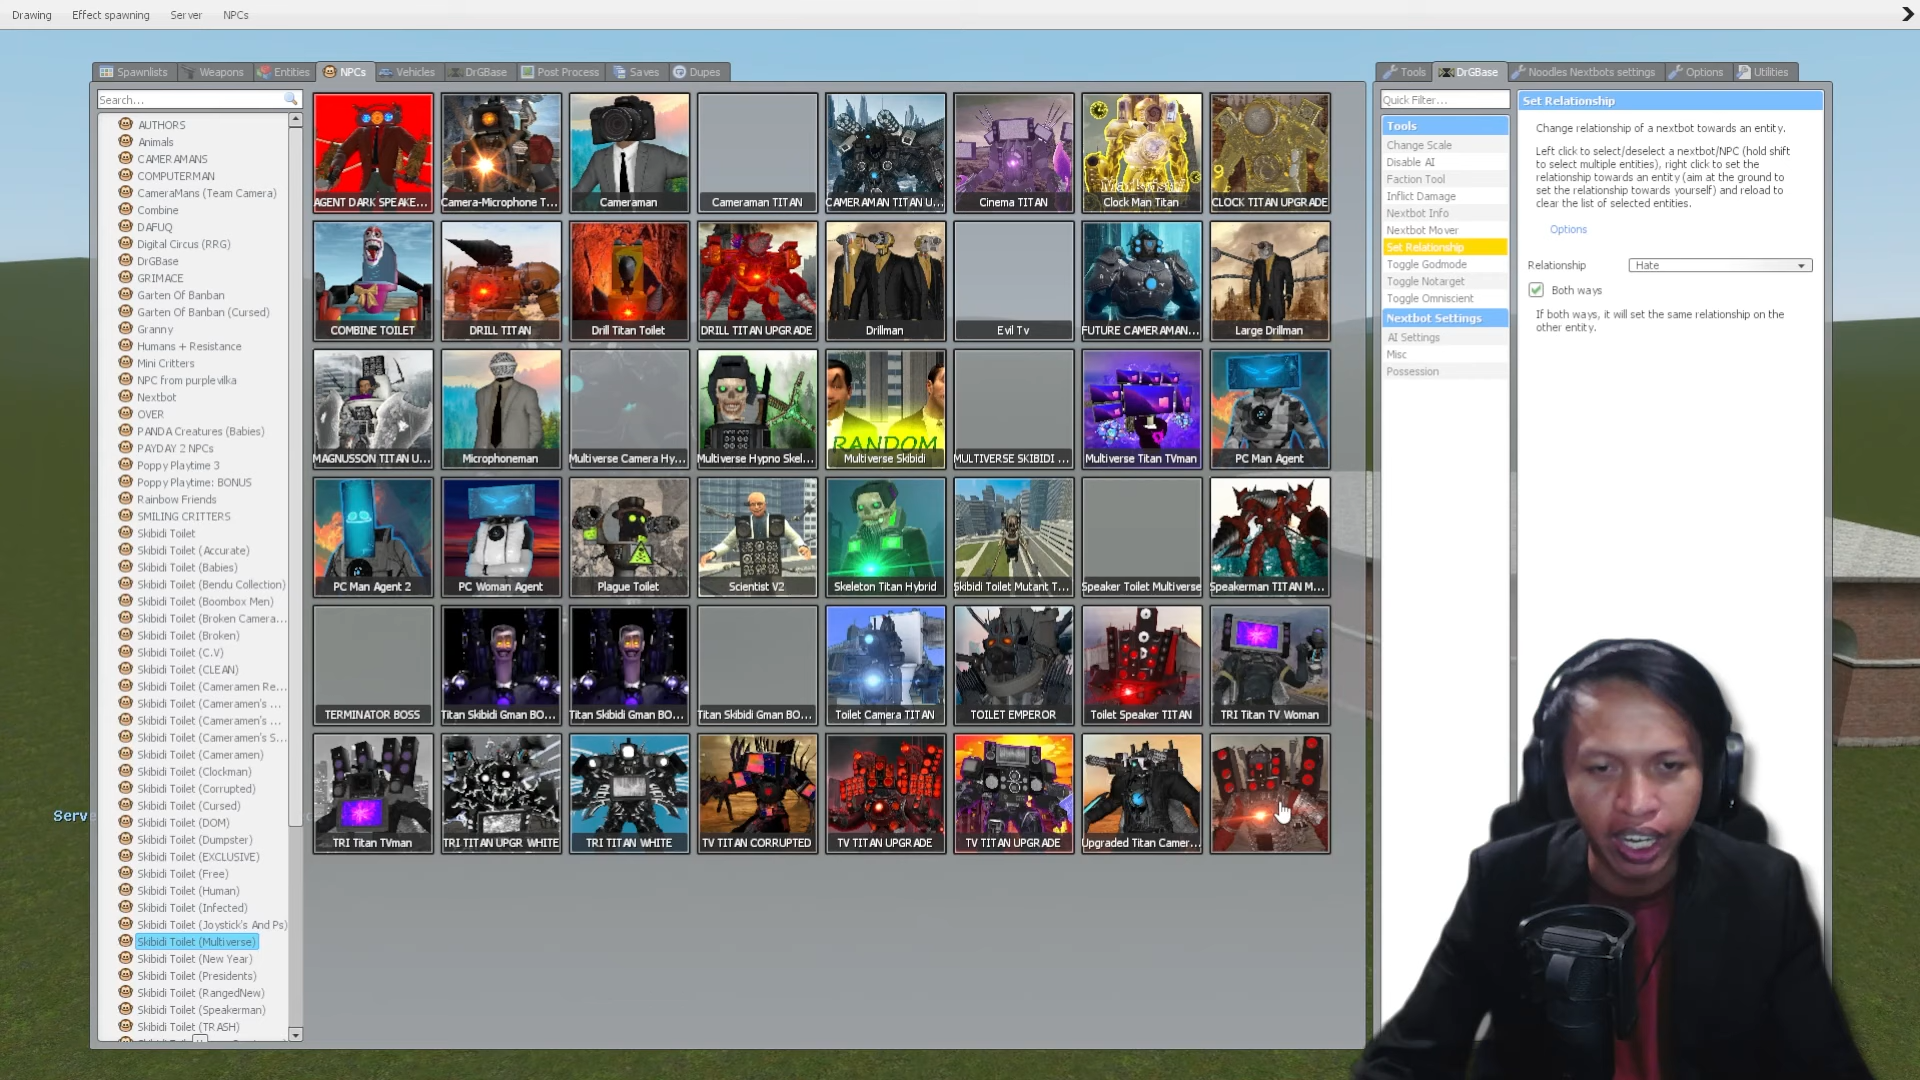 Drawing
Effect spawning
Server
NPCs
Spawnlists
Weapons
Entities
NPCs
Vehicles
DrGBase
Post Process
Saves
Dupes
Search...
AUTHORS
Animals
CAMERAMANS
COMPUTERMAN
CameraMans (Team Camera)
Combine
DAFUQ
Digital Circus (RRG)
DrGBase
GRIMACE
Garten Of Banban
Garten Of Banban (Cursed)
Granny
Humans + Resistance
Mini Critters
NPC from purplevilka
Nextbot
OVER
PANDA Creatures (Babies)
PAYDAY 2 NPCs
Poppy Playtime 3
Poppy Playtime: BONUS
Rainbow Friends
SMILING CRITTERS
Skibidi Toilet
Skibidi Toilet (Accurate)
Skibidi Toilet (Babies)
Skibidi Toilet (Bendu Collection)
Skibidi Toilet (Boombox Men)
Skibidi Toilet (Broken Camera...
Skibidi Toilet (Broken)
Skibidi Toilet (C.V)
Skibidi Toilet (CLEAN)
Skibidi Toilet (Cameramen Re...
Skibidi Toilet (Cameramen's ...
Skibidi Toilet (Cameramen's ...
Skibidi Toilet (Cameramen's S...
Skibidi Toilet (Cameramen)
Skibidi Toilet (Clockman)
Skibidi Toilet (Corrupted)
Skibidi Toilet (Cursed)
Skibidi Toilet (DOM)
Skibidi Toilet (Dumpster)
Skibidi Toilet (EXCLUSIVE)
Skibidi Toilet (Free)
Skibidi Toilet (Human)
Skibidi Toilet (Infected)
Skibidi Toilet (Joystick's And Ps)
Skibidi Toilet (Multiverse)
Skibidi Toilet (New Year)
Skibidi Toilet (Presidents)
Skibidi Toilet (RangedNew)
Skibidi Toilet (Speakerman)
Skibidi Toilet (TRASH)
Serve
AGENT DARK SPEAKE...
Camera-Microphone T...
Cameraman
Cameraman TITAN
CAMERAMAN TITAN U...
Cinema TITAN
Clock Man Titan
CLOCK TITAN UPGRADE
COMBINE TOILET
DRILL TITAN
Drill Titan Toilet
DRILL TITAN UPGRADE
Drillman
Evil Tv
FUTURE CAMERAMAN...
Large Drillman
MAGNUSSON TITAN U...
Microphoneman
Multiverse Camera Hy...
Multiverse Hypno Skel...
RANDOM
Multiverse Skibidi
MULTIVERSE SKIBIDI ...
Multiverse Titan TVman
PC Man Agent
PC Man Agent 2
PC Woman Agent
Plague Toilet
Scientist V2
Skeleton Titan Hybrid
Skibidi Toilet Mutant T...
Speaker Toilet Multiverse
Speakerman TITAN M...
TERMINATOR BOSS
Titan Skibidi Gman BO...
Titan Skibidi Gman BO...
Titan Skibidi Gman BO...
Toilet Camera TITAN
TOILET EMPEROR
Toilet Speaker TITAN
TRI Titan TV Woman
TRI Titan TVman
TRI TITAN UPGR WHITE
TRI TITAN WHITE
TV TITAN CORRUPTED
TV TITAN UPGRADE
TV TITAN UPGRADE
Upgraded Titan Camer...
Tools
DrGBase
Noodles Nextbots settings
Options
Utilities
Quick Filter...
Tools
Change Scale
Disable AI
Faction Tool
Inflict Damage
Nextbot Info
Nextbot Mover
Set Relationship
Toggle Godmode
Toggle Notarget
Toggle Omniscient
Nextbot Settings
AI Settings
Misc
Possession
Set Relationship
Change relationship of a nextbot towards an entity.
Left click to select/deselect a nextbot/NPC (hold shift
to select multiple entities), right click to set the
relationship towards an entity (aim at the ground to
set the relationship towards yourself) and reload to
clear the list of selected entities.
Options
Relationship
Hate
Both ways
If both ways, it will set the same relationship on the
other entity.